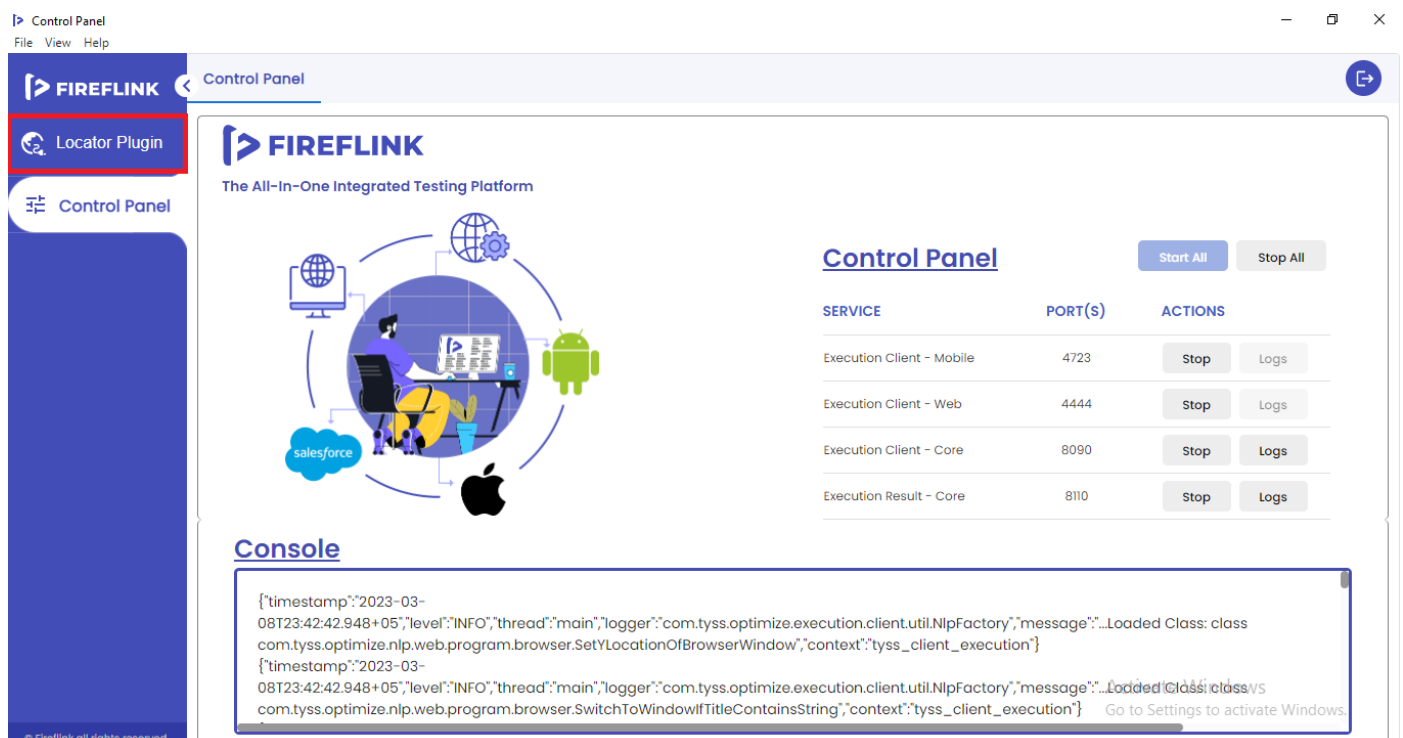 Control Panel
File View Help
FIREFLINK
Control Panel
Locator Plugin
Control Panel
FIREFLINK
The All-In-One Integrated Testing Platform
salesforce
Control Panel
Start All Stop All
SERVICE PORT(S) ACTIONS
Execution Client - Mobile 4723 Stop Logs
Execution Client - Web 4444 Stop Logs
Execution Client - Core 8090 Stop Logs
Execution Result - Core 8110 Stop Logs
Console
{"timestamp":"2023-03-
08T23:42:42.948+05","level":"INFO","thread":"main","logger":"com.tyss.optimize.execution.client.util.NlpFactory","message":"...Loaded Class: class
com.tyss.optimize.nlp.web.program.browser.SetYLocationOfBrowserWindow","context":"tyss_client_execution"}
{"timestamp":"2023-03-
08T23:42:42.948+05","level":"INFO","thread":"main","logger":"com.tyss.optimize.execution.client.util.NlpFactory","message":"...Loaded Class: class
com.tyss.optimize.nlp.web.program.browser.SwitchToWindowIfTitleContainsString","context":"tyss_client_execution"}
Activate Windows
Go to Settings to activate Windows.
© Fireflink all rights reserved